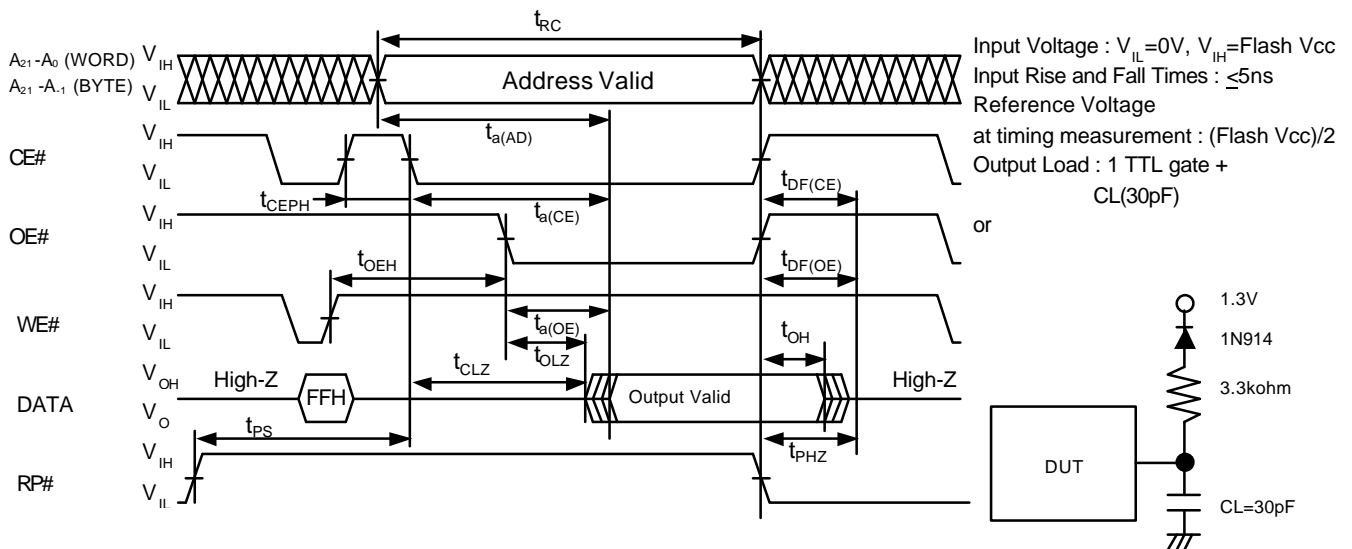 tRC
A21 -A0 (WORD) VIH
A21 -A-1 (BYTE) VIL
Address Valid
ta(AD)
CE# VIH
VIL
tCEPH
ta(CE)
tDF(CE)
OE# VIH
VIL
tOEH
tDF(OE)
WE# VIH
VIL
ta(OE)
tOLZ
tOH
tCLZ
DATA VOH
VO
High-Z
FFH
Output Valid
High-Z
tPS
tPHZ
RP# VIH
VIL
Input Voltage : VIL=0V, VIH=Flash Vcc
Input Rise and Fall Times : ≤5ns
Reference Voltage
at timing measurement : (Flash Vcc)/2
Output Load : 1 TTL gate +
CL(30pF)
or
1.3V
1N914
3.3kohm
DUT
CL=30pF